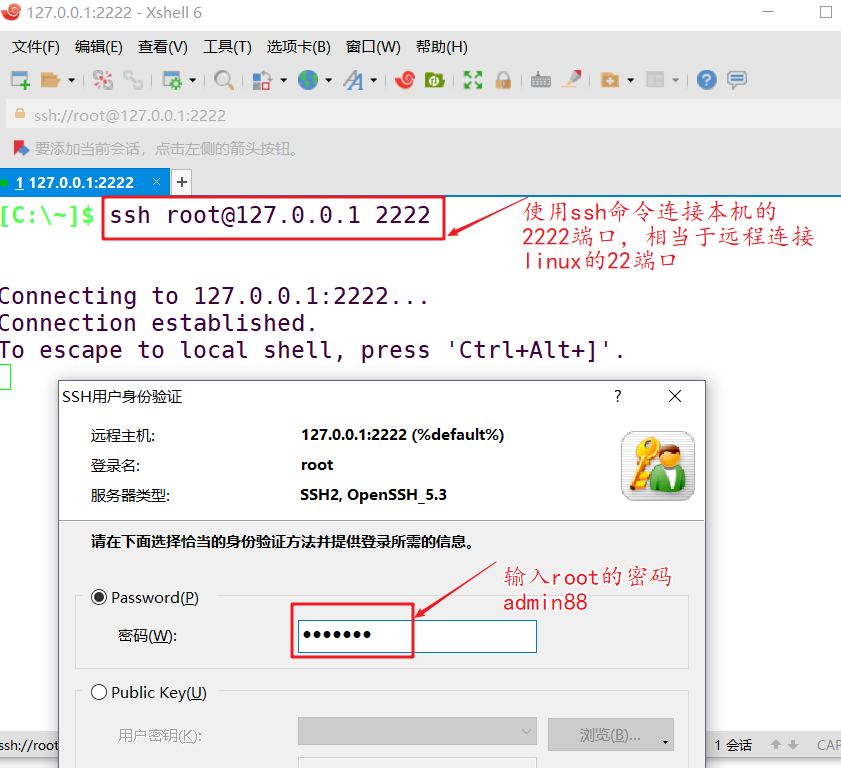 127.0.0.1:2222 - Xshell 6
文件(F) 编辑(E) 查看(V) 工具(T) 选项卡(B) 窗口(W) 帮助(H)
ssh://root@127.0.0.1:2222
要添加当前会话，点击左侧的箭头按钮。
1 127.0.0.1:2222 × +
[C:\~]$ ssh root@127.0.0.1 2222
使用ssh命令连接本机的
2222端口，相当于远程连接
linux的22端口
Connecting to 127.0.0.1:2222...
Connection established.
To escape to local shell, press 'Ctrl+Alt+]'.
SSH用户身份验证 ?
远程主机: 127.0.0.1:2222 (%default%)
登录名: root
服务器类型: SSH2, OpenSSH_5.3
请在下面选择恰当的身份验证方法并提供登录所需的信息。
输入root的密码
admin88
Password(P)
密码(W): •••••••
Public Key(U)
用户密钥(K): 浏览(B)...
ssh://root 1 会话 CAP